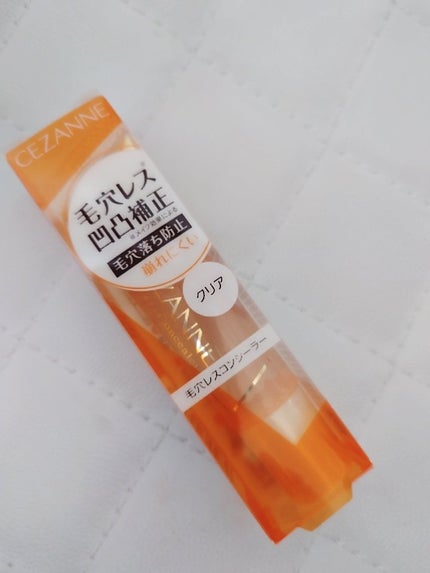 CEZANNE
毛穴レス※
凹凸補正
※メイク効果による
毛穴落ち防止
崩れにくい
クリア
毛穴レスコンシーラー